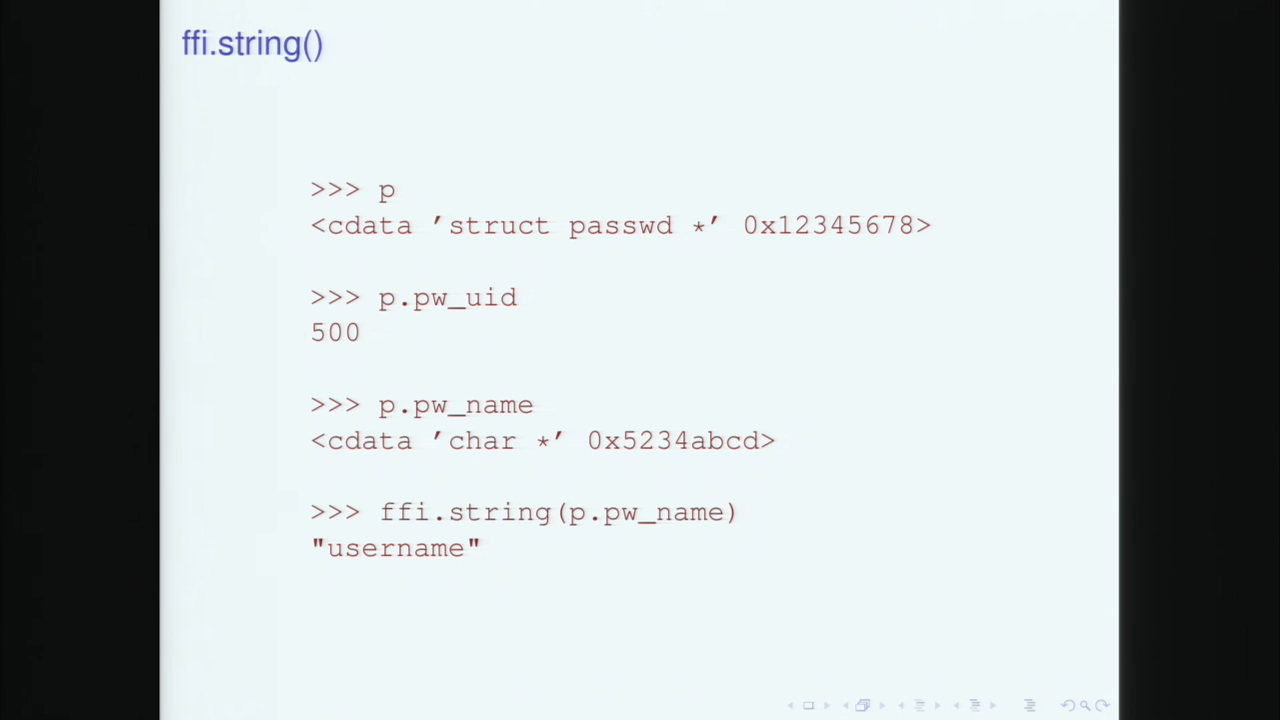 ffi.string()
>>> p
<cdata ’struct passwd *’ 0x12345678>
>>> p.pw_uid
500
>>> p.pw_name
<cdata ’char *’ 0x5234abcd>
>>> ffi.string(p.pw_name)
"username"